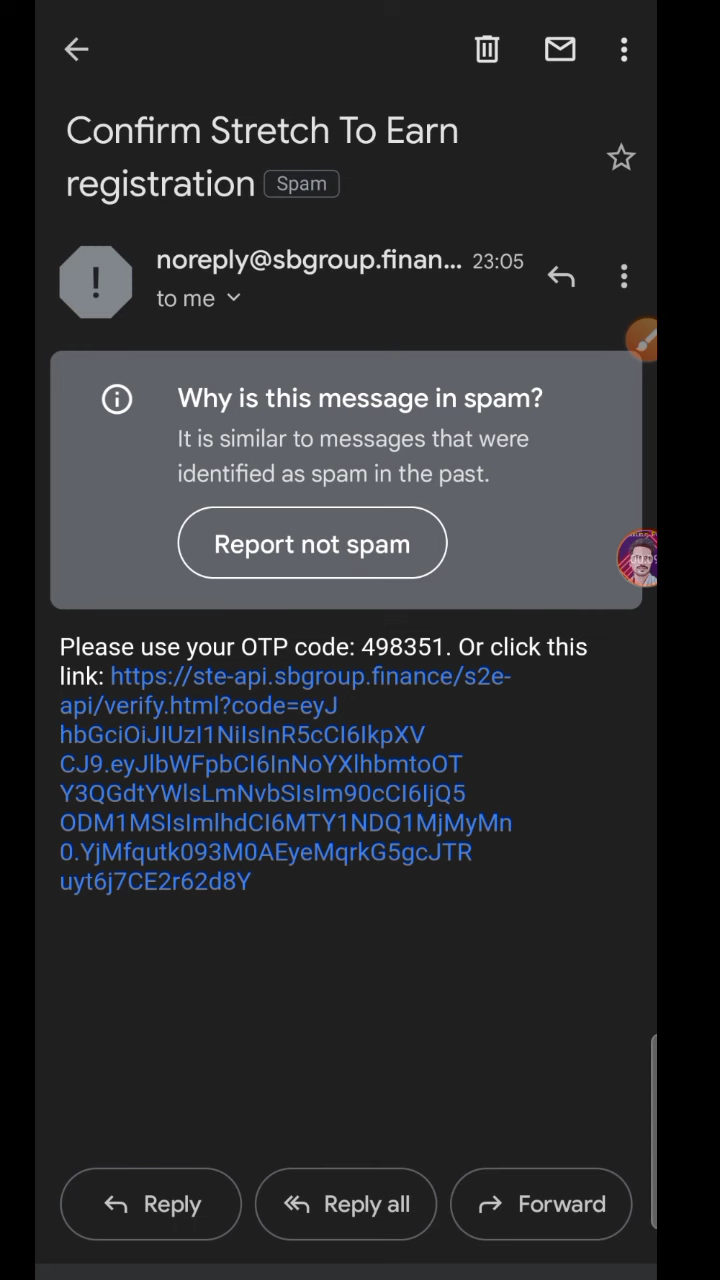 Confirm Stretch To Earn
registration Spam
noreply@sbgroup.finan... 23:05
to me
Why is this message in spam?
It is similar to messages that were
identified as spam in the past.
Report not spam
Please use your OTP code: 498351. Or click this
link: https://ste-api.sbgroup.finance/s2e-
api/verify.html?code=eyJ
hbGciOiJIUzI1NiIsInR5cCI6IkpXV
CJ9.eyJlbWFpbCI6InNoYXlhbmtoOT
Y3QGdtYWlsLmNvbSIsIm90cCI6IjQ5
ODM1MSIsImlhdCI6MTY1NDQ1MjMyMn
0.YjMfqutk093M0AEyeMqrkG5gcJTR
uyt6j7CE2r62d8Y
Reply Reply all Forward